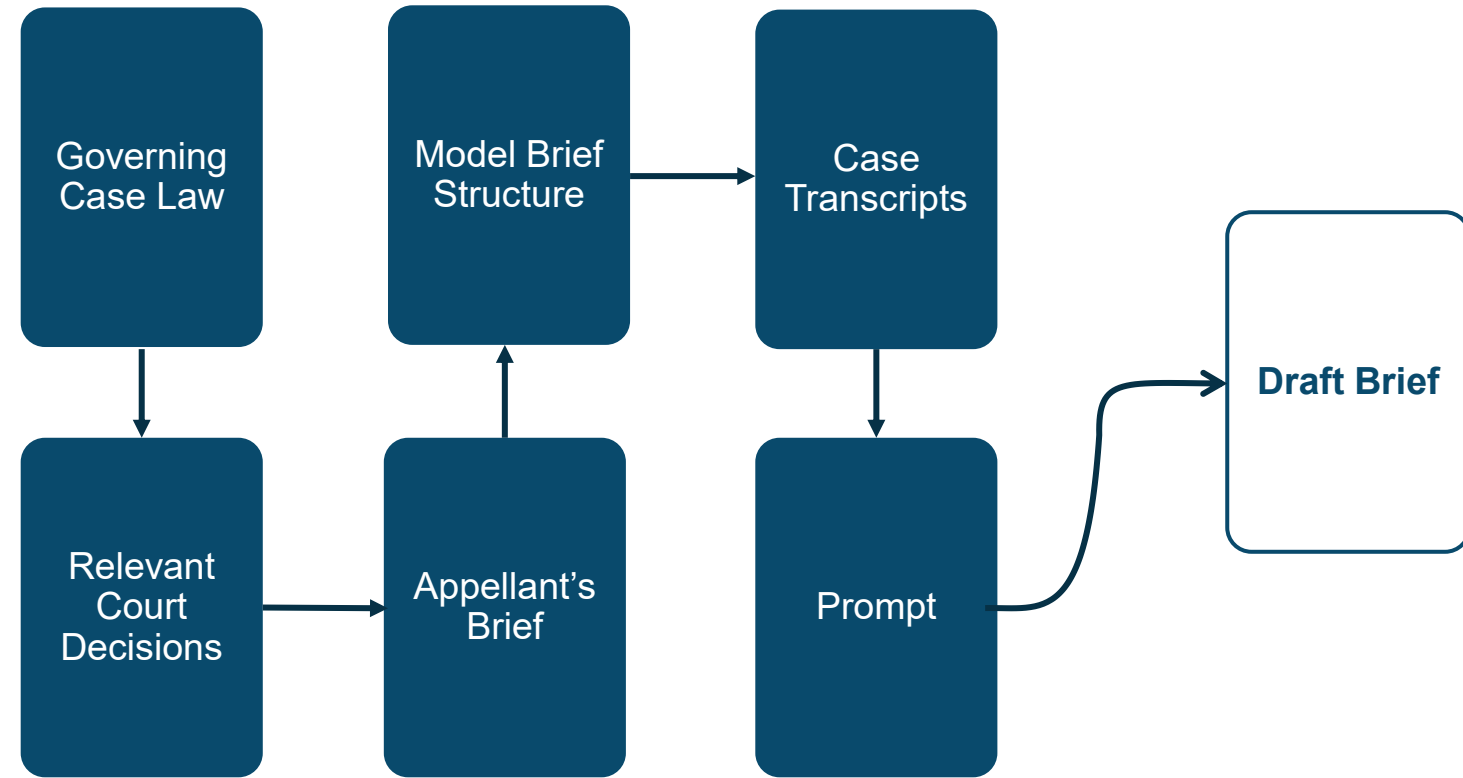 Governing
Case Law
Relevant
Court
Decisions
Appellant’s
Brief
Model Brief
Structure
Case
Transcripts
Prompt
Draft Brief